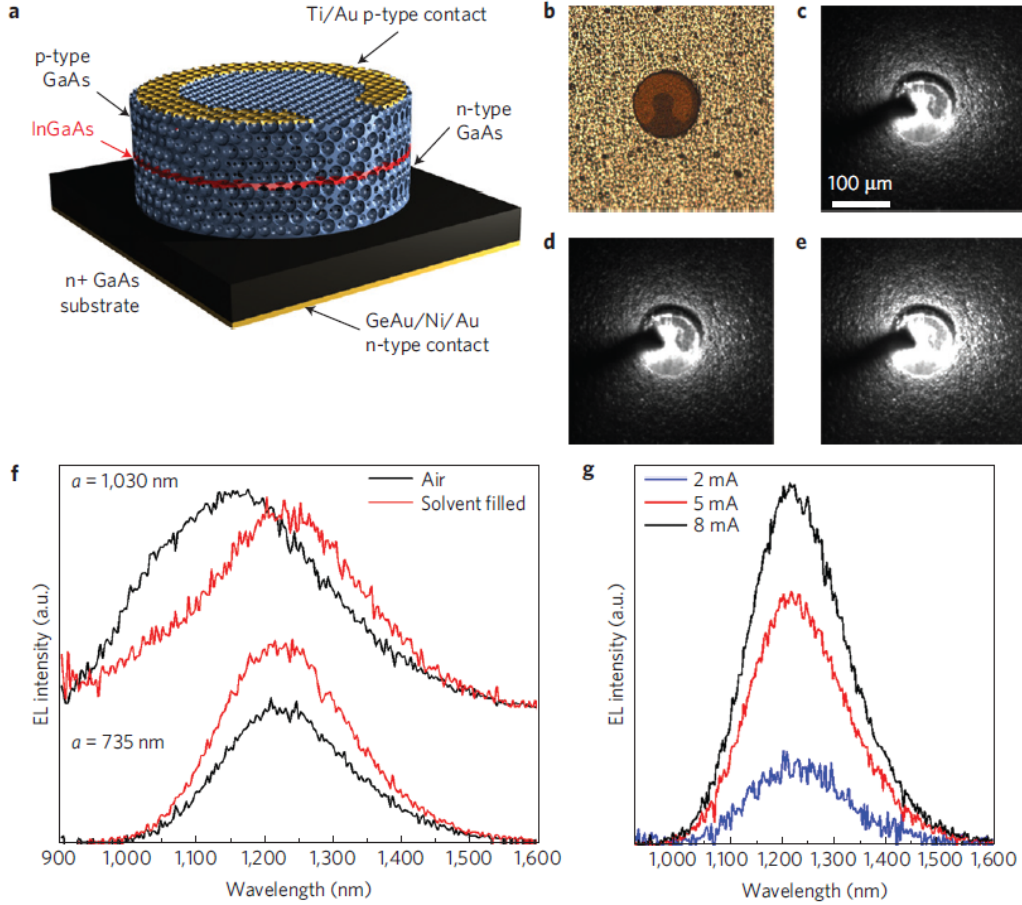 a
Ti/Au p-type contact
p-type
GaAs
InGaAs
n-type
GaAs
n+ GaAs
substrate
GeAu/Ni/Au
n-type contact
b
c
100 µm
d
e
f
a = 1,030 nm
Air
Solvent filled
a = 735 nm
EL intensity (a.u.)
900 1,000 1,100 1,200 1,300 1,400 1,500 1,600
Wavelength (nm)
g
2 mA
5 mA
8 mA
EL intensity (a.u.)
1,000 1,100 1,200 1,300 1,400 1,500 1,600
Wavelength (nm)